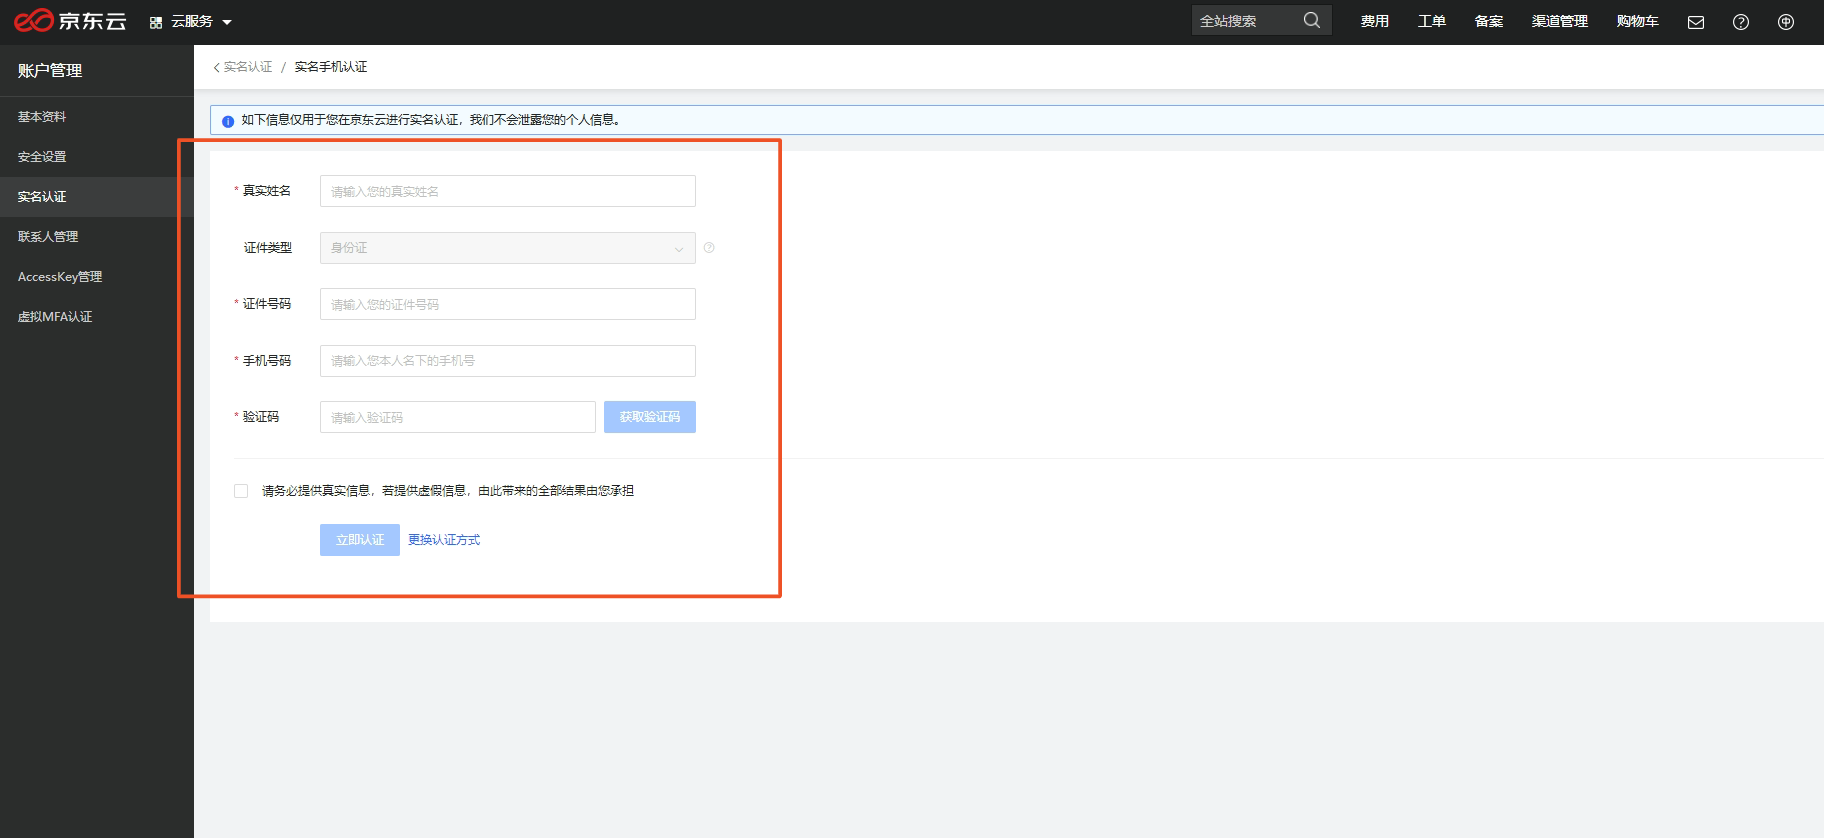 京东云 云服务 全站搜索 费用 工单 备案 渠道管理 购物车
账户管理
基本资料
安全设置
实名认证
联系人管理
AccessKey管理
虚拟MFA认证
实名认证 / 实名手机认证
如下信息仅用于您在京东云进行实名认证，我们不会泄露您的个人信息。
* 真实姓名 请输入您的真实姓名
证件类型 身份证
* 证件号码 请输入您的证件号码
* 手机号码 请输入您本人名下的手机号
* 验证码 请输入验证码 获取验证码
请务必提供真实信息，若提供虚假信息，由此带来的全部结果由您承担
立即认证 更换认证方式